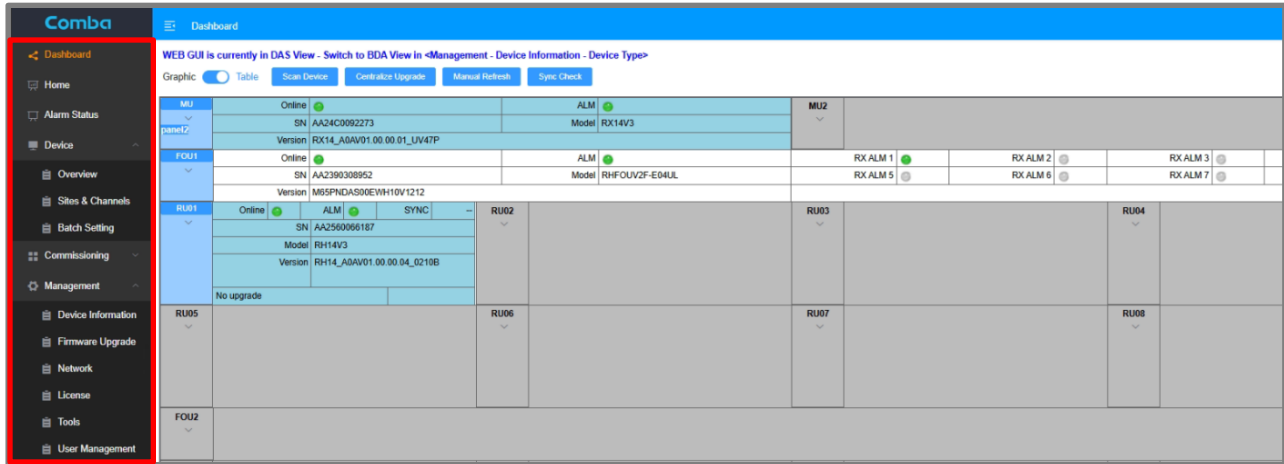 Comba
Dashboard
Dashboard
Home
Alarm Status
Device
Overview
Sites & Channels
Batch Setting
Commissioning
Management
Device Information
Firmware Upgrade
Network
License
Tools
User Management
WEB GUI is currently in DAS View - Switch to BDA View in <Management - Device Information - Device Type>
Graphic Table Scan Device Centralize Upgrade Manual Refresh Sync Check
MU Online ALM MU2
panel2 SN AA24C0092273 Model RX14V3
Version RX14_A0AV01.00.00.01_UV47P
FOU1 Online ALM RX ALM 1 RX ALM 2 RX ALM 3
SN AA2390308952 Model RHFOUV2F-E04UL RX ALM 5 RX ALM 6 RX ALM 7
Version M65PNDAS00EWH10V1212
RU01 Online ALM SYNC -- RU02 RU03 RU04
SN AA2560066187
Model RH14V3
Version RH14_A0AV01.00.00.04_0210B
No upgrade
RU05 RU06 RU07 RU08
FOU2